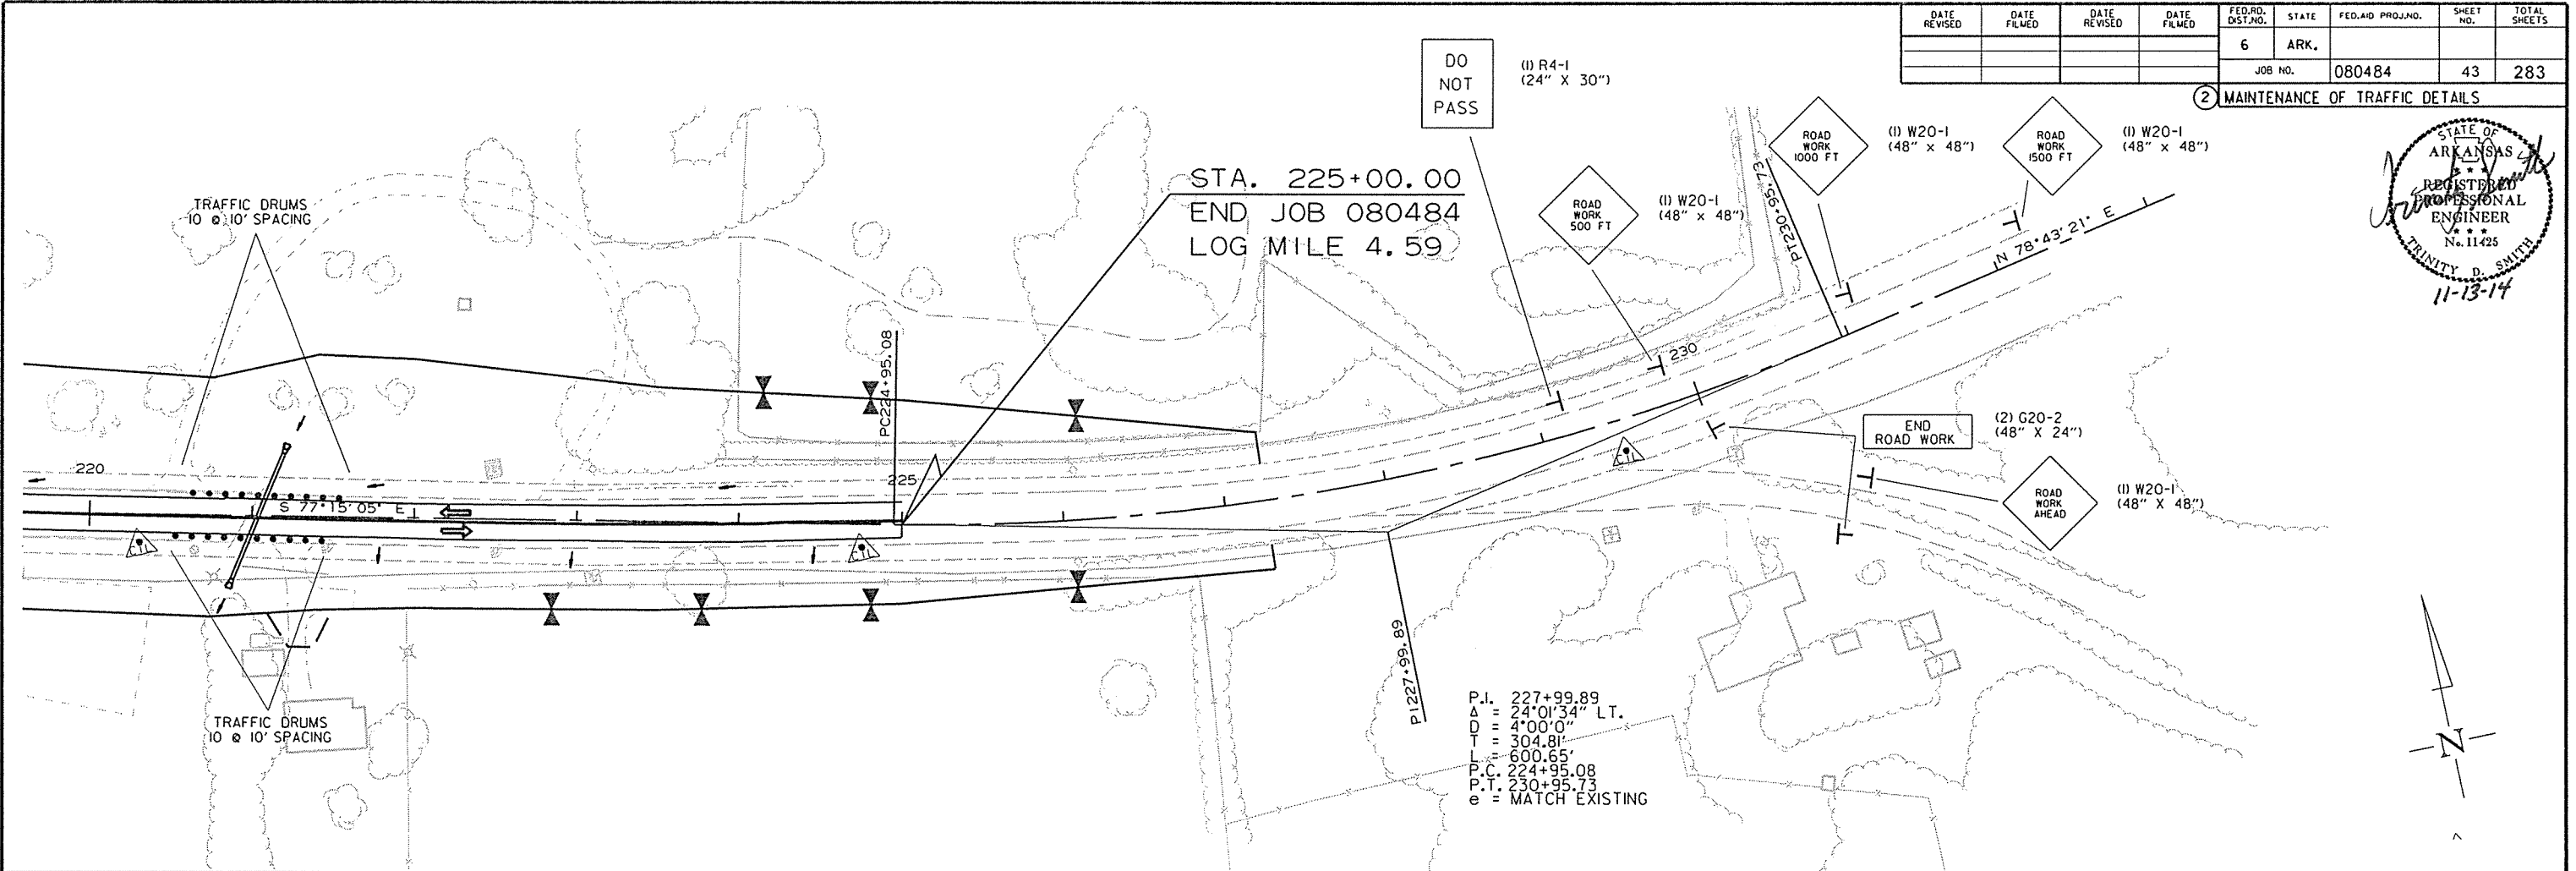 DATE REVISED
DATE FILMED
DATE REVISED
DATE FILMED
FED.RD. DIST.NO.
STATE
FED.AID PROJ.NO.
SHEET NO.
TOTAL SHEETS
6
ARK.
JOB NO.
080484
43
283
2
MAINTENANCE OF TRAFFIC DETAILS
STATE OF
ARKANSAS
REGISTERED
PROFESSIONAL
ENGINEER
No. 11425
TRINITY D. SMITH
11-13-14
DO
NOT
PASS
(1) R4-1
(24" X 30")
ROAD
WORK
500 FT
(1) W20-1
(48" x 48")
ROAD
WORK
1000 FT
(1) W20-1
(48" x 48")
ROAD
WORK
1500 FT
(1) W20-1
(48" x 48")
STA. 225+00.00
END JOB 080484
LOG MILE 4.59
TRAFFIC DRUMS
10 @ 10' SPACING
PT230+95.73
N 78°43'21" E
230
PC224+95.08
220
225
S 77°15'05" E
CTL
CTL
CTL
END
ROAD WORK
(2) G20-2
(48" X 24")
ROAD
WORK
AHEAD
(1) W20-1
(48" X 48")
PI227+99.89
TRAFFIC DRUMS
10 @ 10' SPACING
P.I. 227+99.89
Δ = 24°01'34" LT.
D = 4°00'0"
T = 304.81'
L = 600.65'
P.C. 224+95.08
P.T. 230+95.73
e = MATCH EXISTING
N